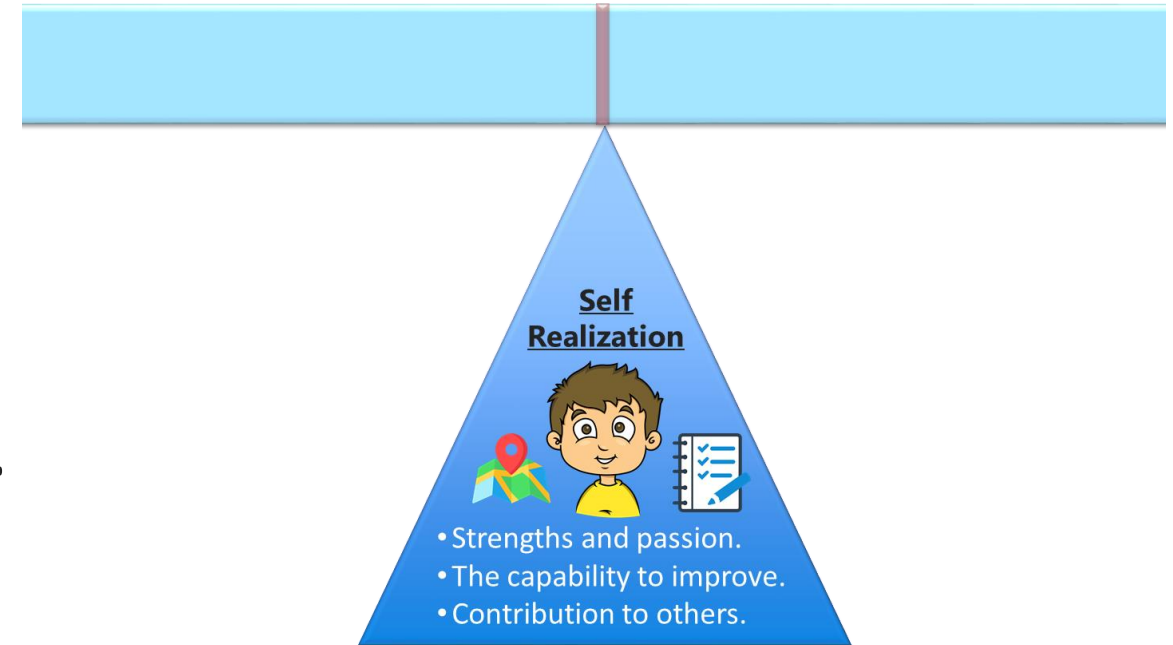 Self
Realization
• Strengths and passion.
• The capability to improve.
• Contribution to others.